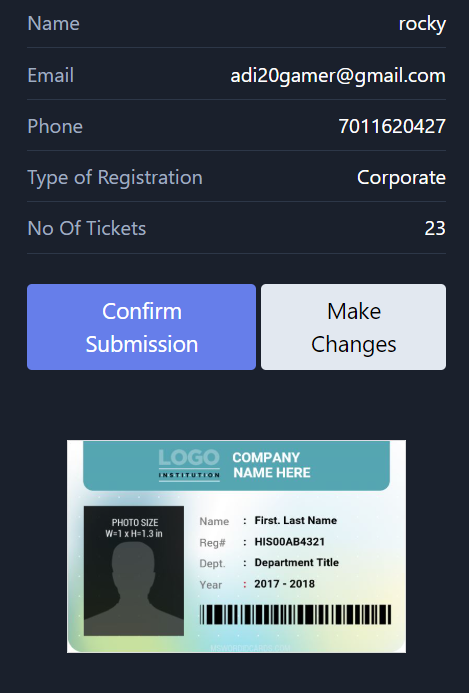 Name rocky
Email adi20gamer@gmail.com
Phone 7011620427
Type of Registration Corporate
No Of Tickets 23
Confirm Submission
Make Changes
LOGO
INSTITUTION
COMPANY
NAME HERE
PHOTO SIZE
W=1 x H=1.3 in
Name : First. Last Name
Reg# : HIS00AB4321
Dept. : Department Title
Year : 2017 - 2018